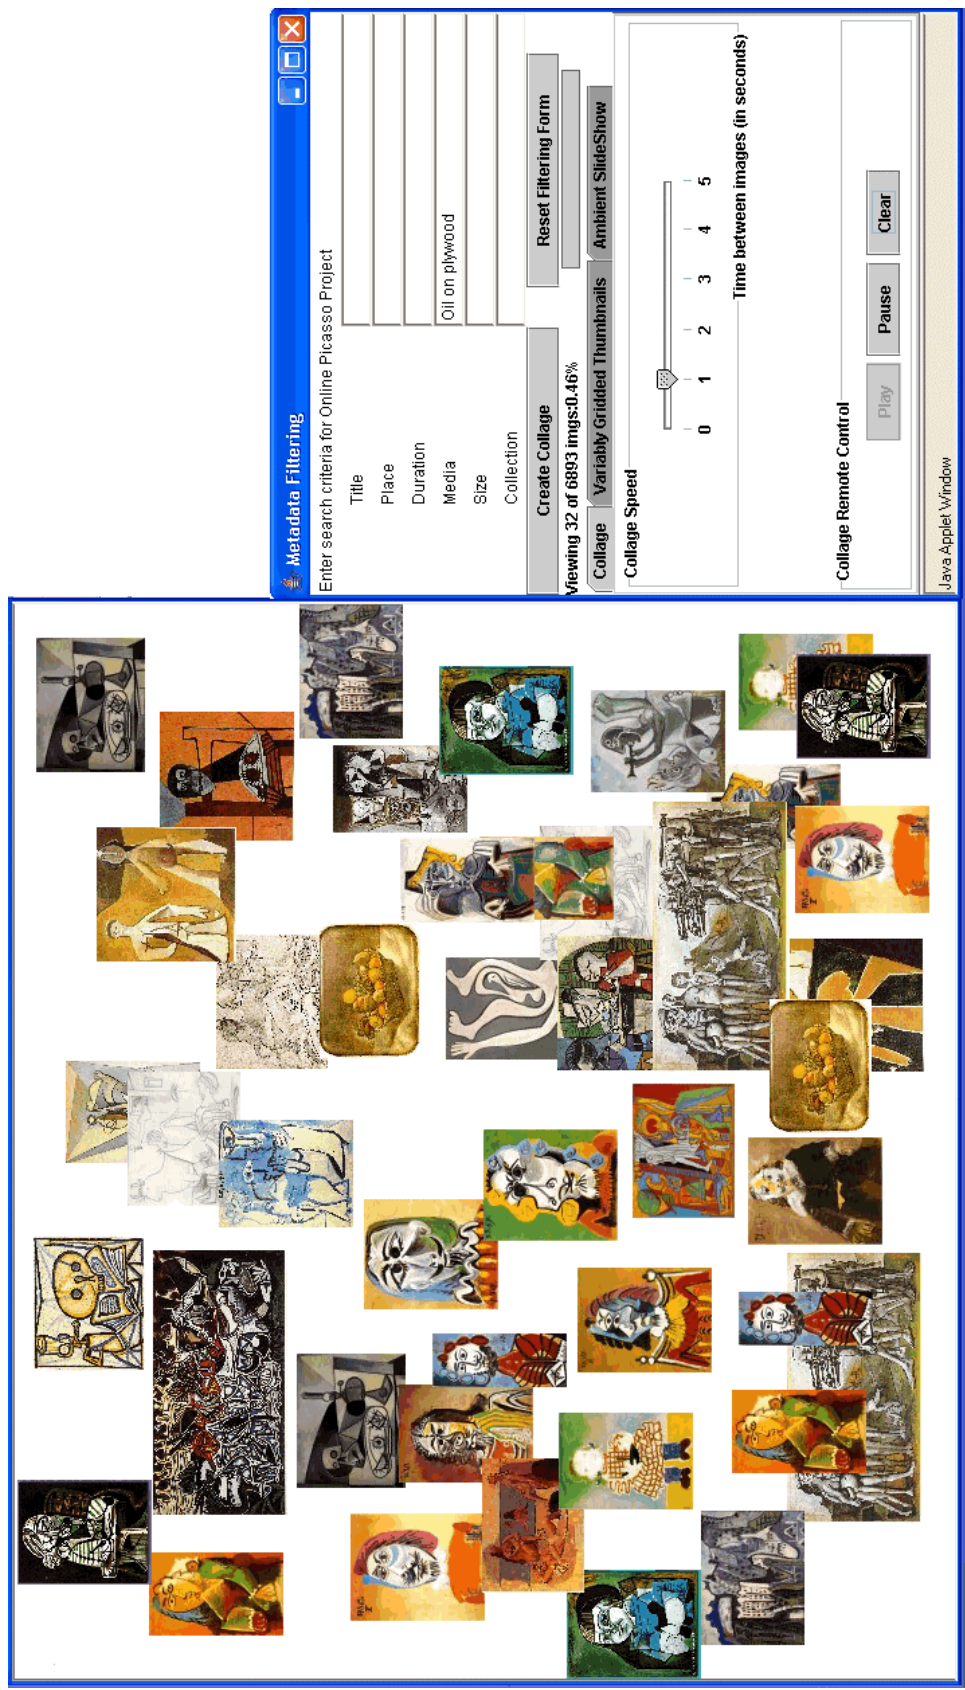 Metadata Filtering
Enter search criteria for Online Picasso Project
Title
Place
Duration
Media Oil on plywood
Size
Collection
Create Collage Reset Filtering Form
Viewing 32 of 6893 imgs:0.46%
Collage Variably Gridded Thumbnails Ambient SlideShow
Collage Speed
0 1 2 3 4 5
Time between images (in seconds)
Collage Remote Control
Play Pause Clear
Java Applet Window